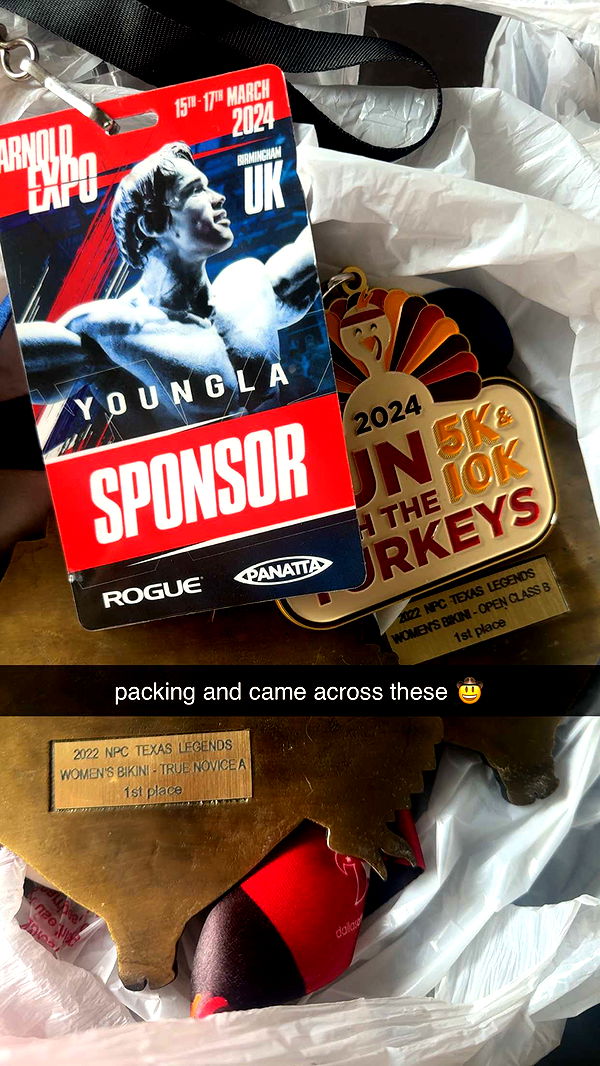 15TH - 17TH MARCH
2024
ARNOLD
EXPO
BIRMINGHAM
UK
YOUNGLA
SPONSOR
ROGUE
PANATTA
2024
5K &
10K
THE
TURKEYS
2022 NPC TEXAS LEGENDS
WOMEN'S BIKINI - OPEN CLASS B
1st place
packing and came across these 🤠
2022 NPC TEXAS LEGENDS
WOMEN'S BIKINI - TRUE NOVICE A
1st place